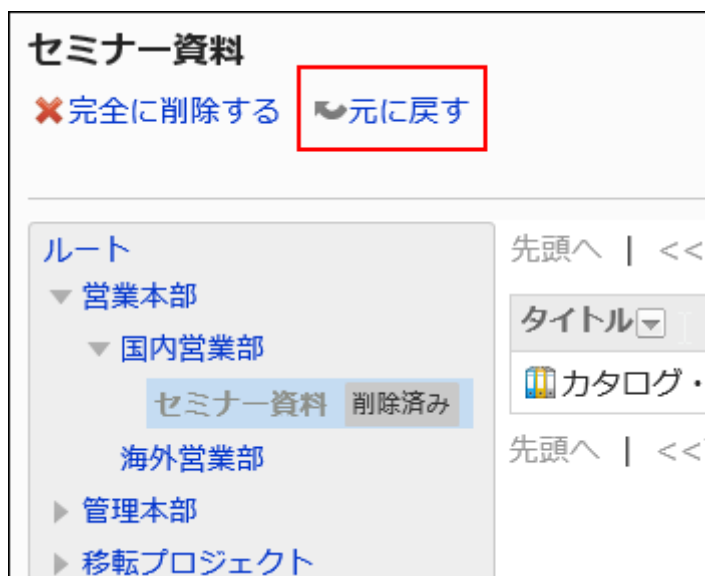 セミナー資料
完全に削除する 元に戻す
ルート
営業本部
国内営業部
セミナー資料 削除済み
海外営業部
管理本部
移転プロジェクト
先頭へ | <<
タイトル
カタログ・
先頭へ | <<